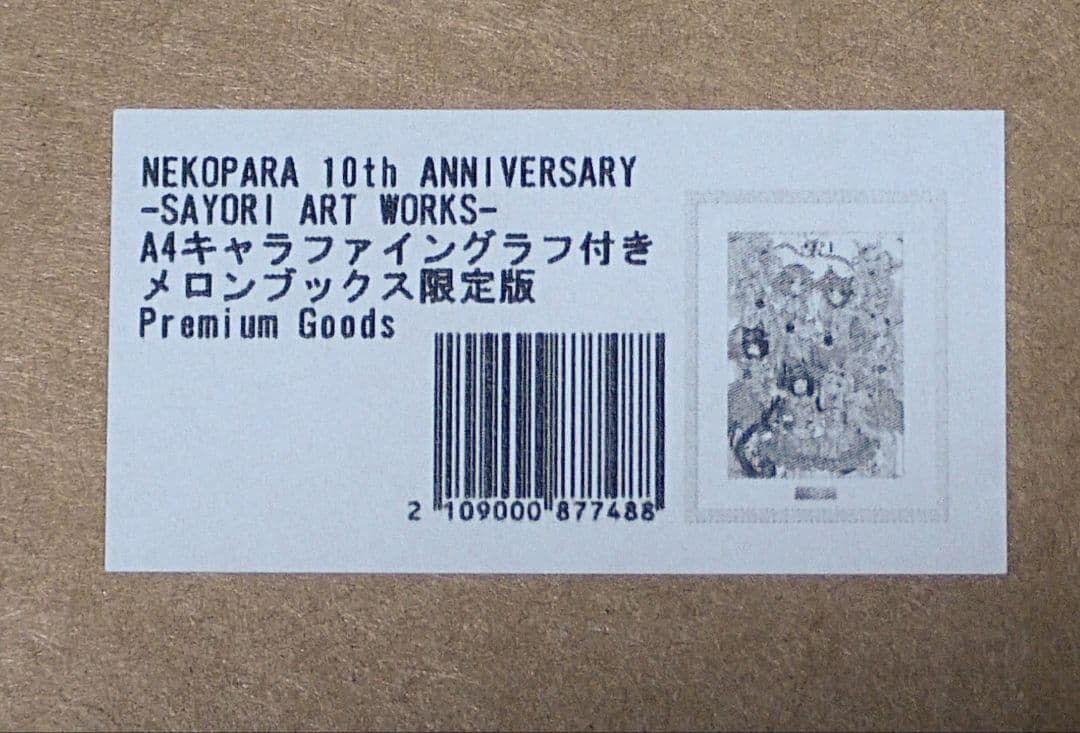 NEKOPARA 10th ANNIVERSARY
-SAYORI ART WORKS-
A4キャラファイングラフ付き
メロンブックス限定版
Premium Goods
2 109000 877488